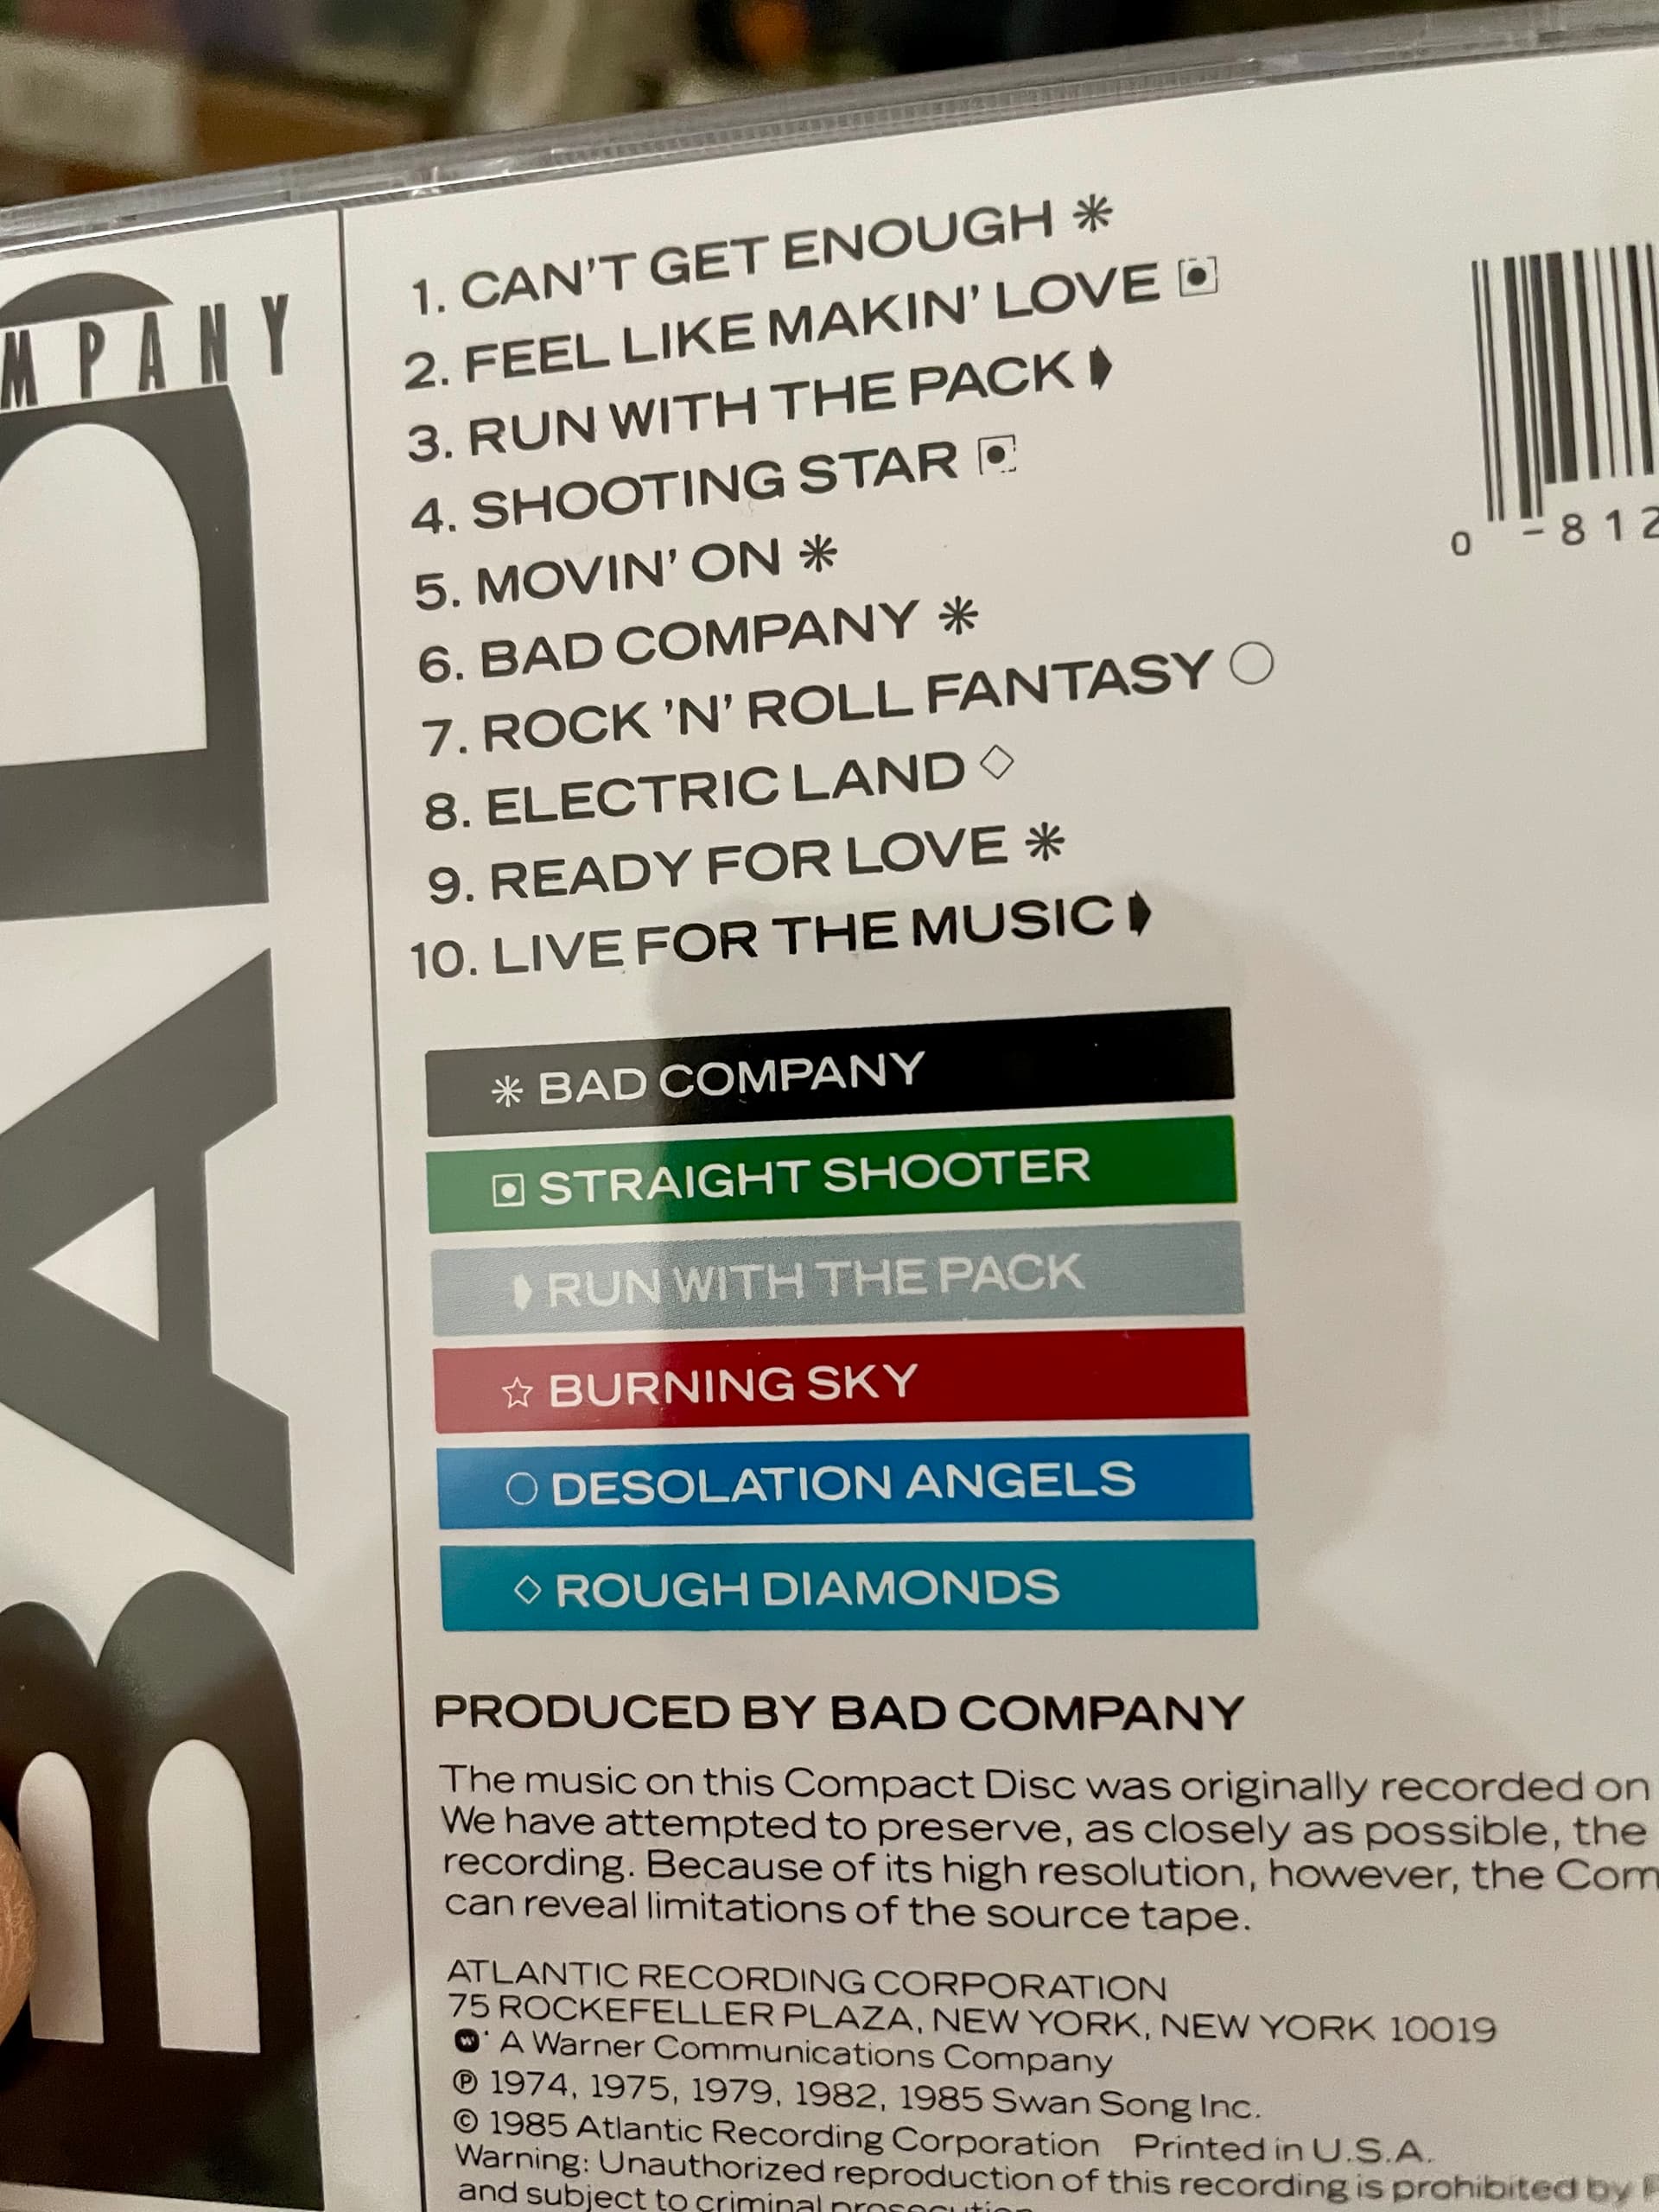 MPANY
BAD
1. CAN'T GET ENOUGH ✳
2. FEEL LIKE MAKIN' LOVE ⊡
3. RUN WITH THE PACK ◗
4. SHOOTING STAR ⊡
5. MOVIN' ON ✳
6. BAD COMPANY ✳
7. ROCK 'N' ROLL FANTASY ○
8. ELECTRIC LAND ◇
9. READY FOR LOVE ✳
10. LIVE FOR THE MUSIC ◗
0 -812
✳ BAD COMPANY
⊡ STRAIGHT SHOOTER
◗ RUN WITH THE PACK
☆ BURNING SKY
○ DESOLATION ANGELS
◇ ROUGH DIAMONDS
PRODUCED BY BAD COMPANY
The music on this Compact Disc was originally recorded on
We have attempted to preserve, as closely as possible, the
recording. Because of its high resolution, however, the Com
can reveal limitations of the source tape.
ATLANTIC RECORDING CORPORATION
75 ROCKEFELLER PLAZA, NEW YORK, NEW YORK 10019
A Warner Communications Company
℗ 1974, 1975, 1979, 1982, 1985 Swan Song Inc.
© 1985 Atlantic Recording Corporation Printed in U.S.A.
Warning: Unauthorized reproduction of this recording is prohibited by
and subject to criminal